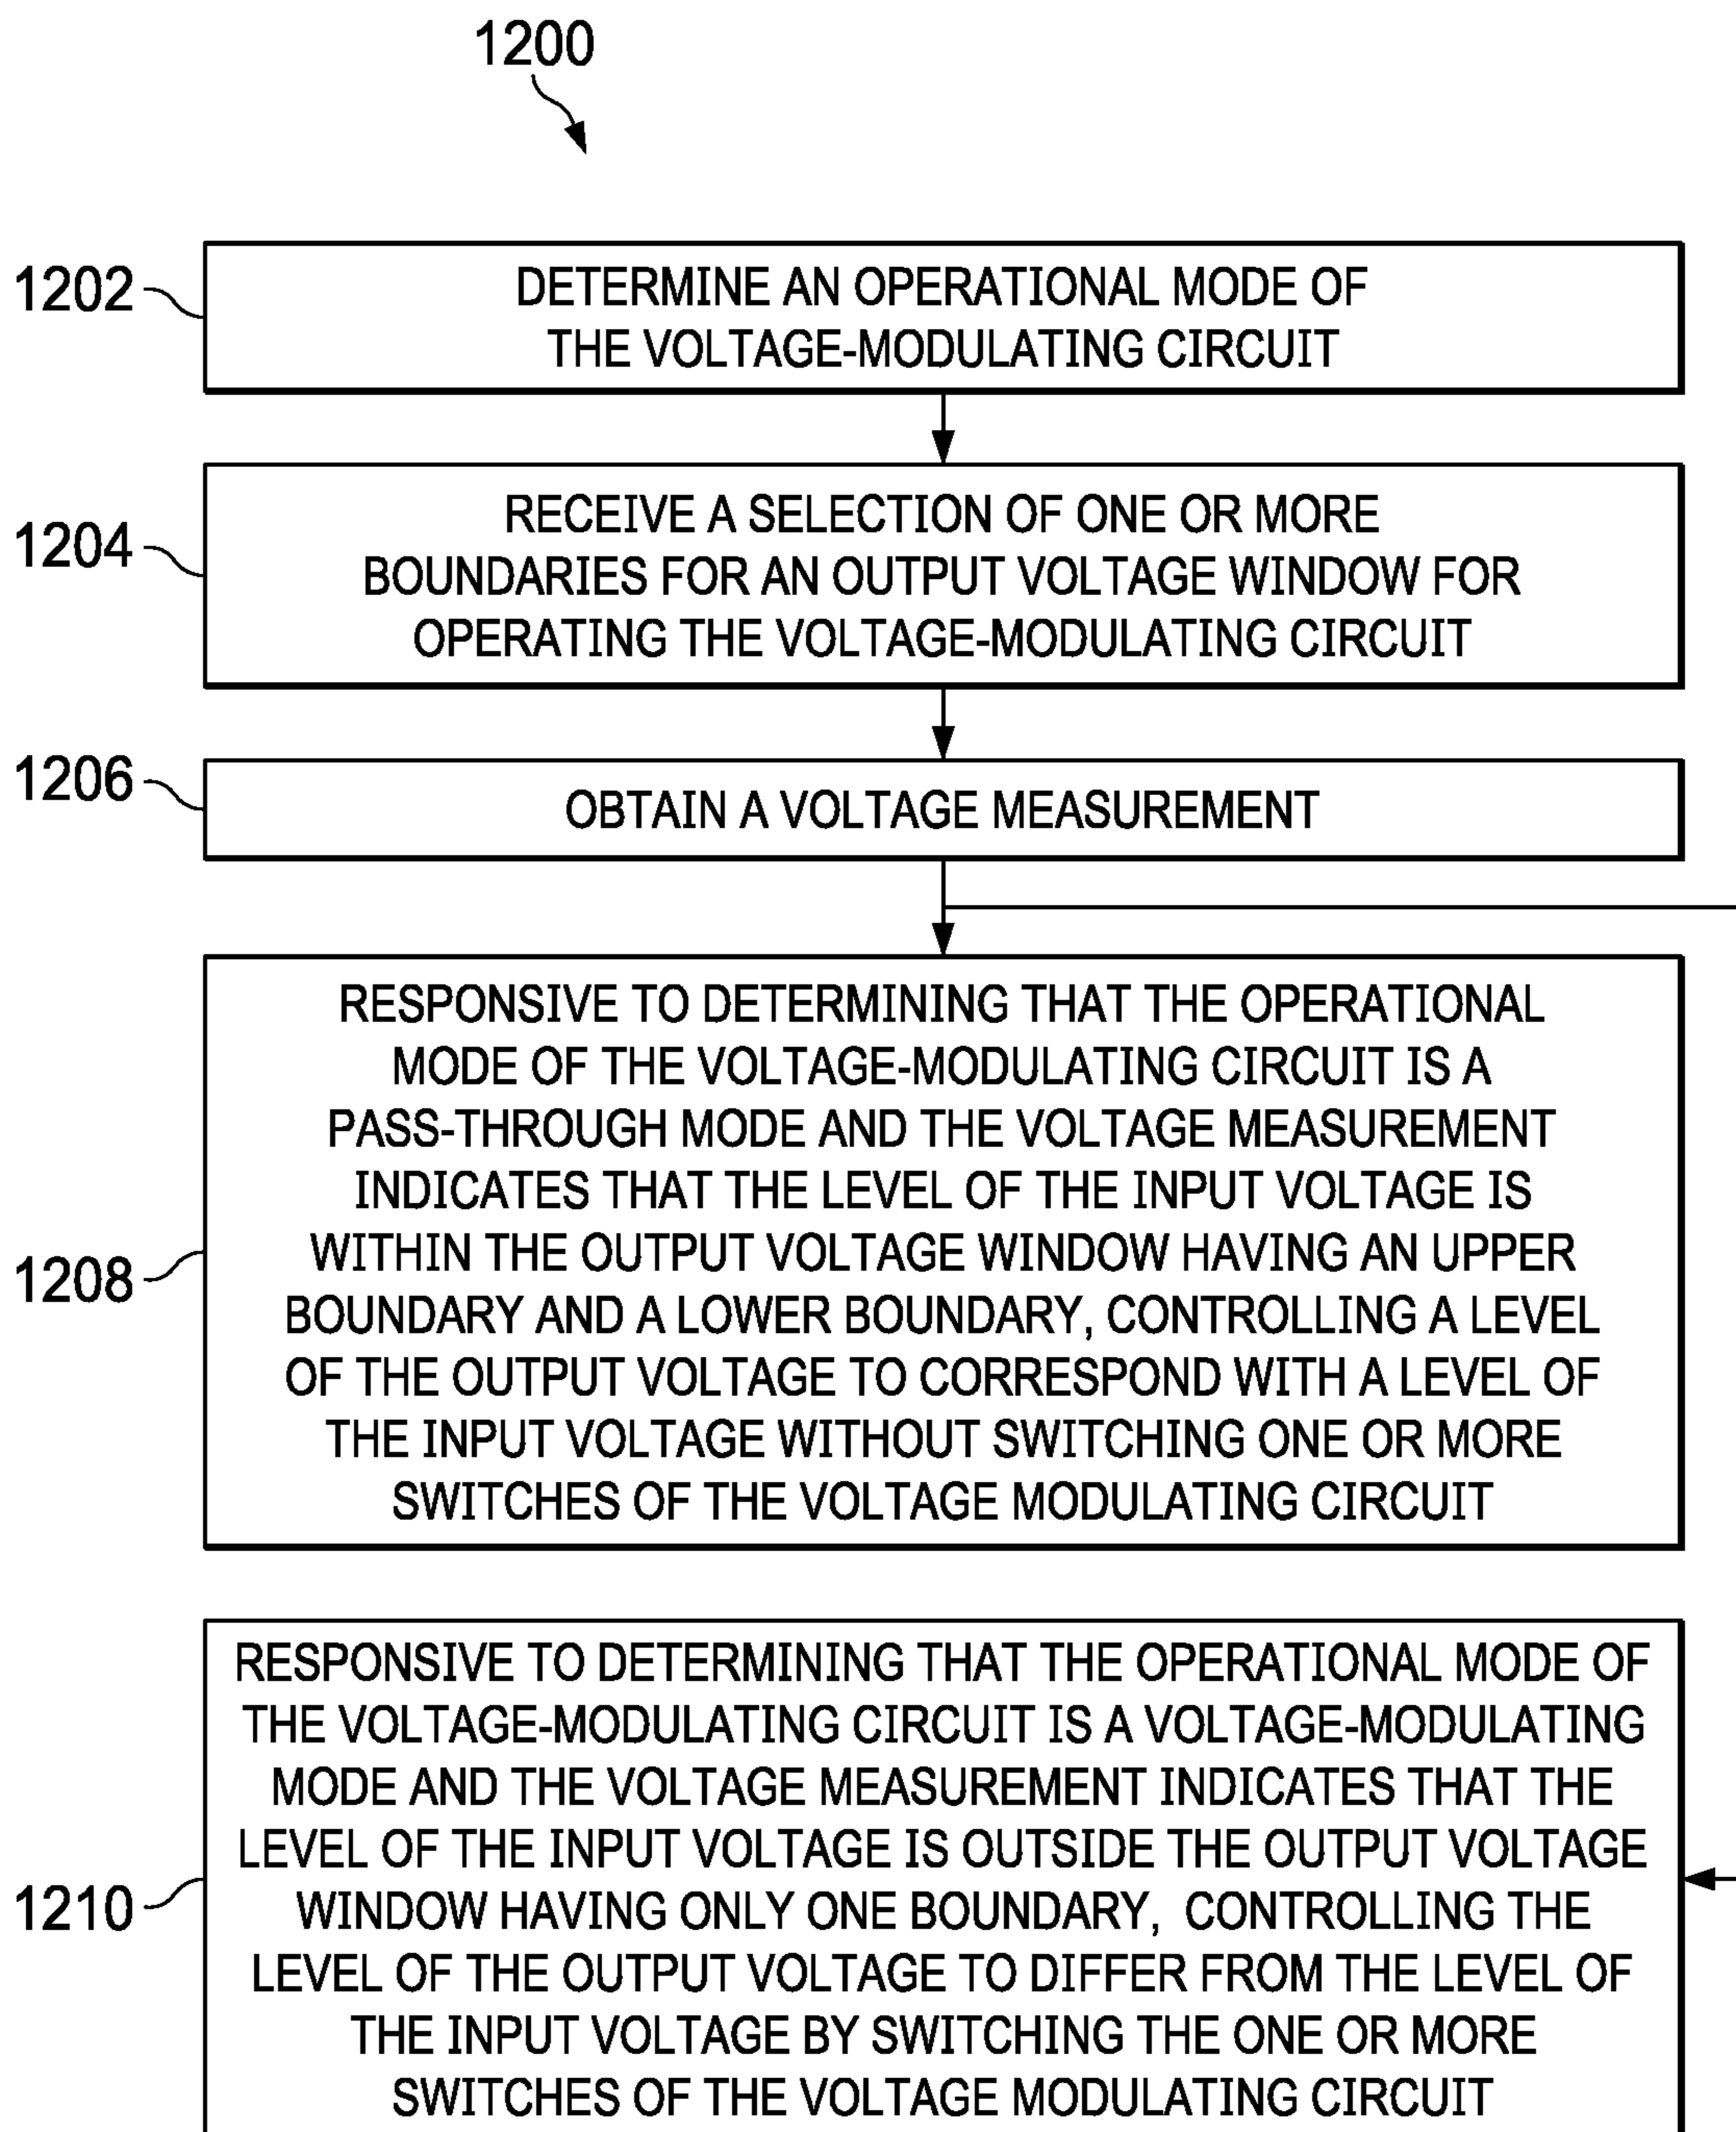 1200
1202
DETERMINE AN OPERATIONAL MODE OF
THE VOLTAGE-MODULATING CIRCUIT
1204
RECEIVE A SELECTION OF ONE OR MORE
BOUNDARIES FOR AN OUTPUT VOLTAGE WINDOW FOR
OPERATING THE VOLTAGE-MODULATING CIRCUIT
1206
OBTAIN A VOLTAGE MEASUREMENT
1208
RESPONSIVE TO DETERMINING THAT THE OPERATIONAL
MODE OF THE VOLTAGE-MODULATING CIRCUIT IS A
PASS-THROUGH MODE AND THE VOLTAGE MEASUREMENT
INDICATES THAT THE LEVEL OF THE INPUT VOLTAGE IS
WITHIN THE OUTPUT VOLTAGE WINDOW HAVING AN UPPER
BOUNDARY AND A LOWER BOUNDARY, CONTROLLING A LEVEL
OF THE OUTPUT VOLTAGE TO CORRESPOND WITH A LEVEL OF
THE INPUT VOLTAGE WITHOUT SWITCHING ONE OR MORE
SWITCHES OF THE VOLTAGE MODULATING CIRCUIT
1210
RESPONSIVE TO DETERMINING THAT THE OPERATIONAL MODE OF
THE VOLTAGE-MODULATING CIRCUIT IS A VOLTAGE-MODULATING
MODE AND THE VOLTAGE MEASUREMENT INDICATES THAT THE
LEVEL OF THE INPUT VOLTAGE IS OUTSIDE THE OUTPUT VOLTAGE
WINDOW HAVING ONLY ONE BOUNDARY, CONTROLLING THE
LEVEL OF THE OUTPUT VOLTAGE TO DIFFER FROM THE LEVEL OF
THE INPUT VOLTAGE BY SWITCHING THE ONE OR MORE
SWITCHES OF THE VOLTAGE MODULATING CIRCUIT